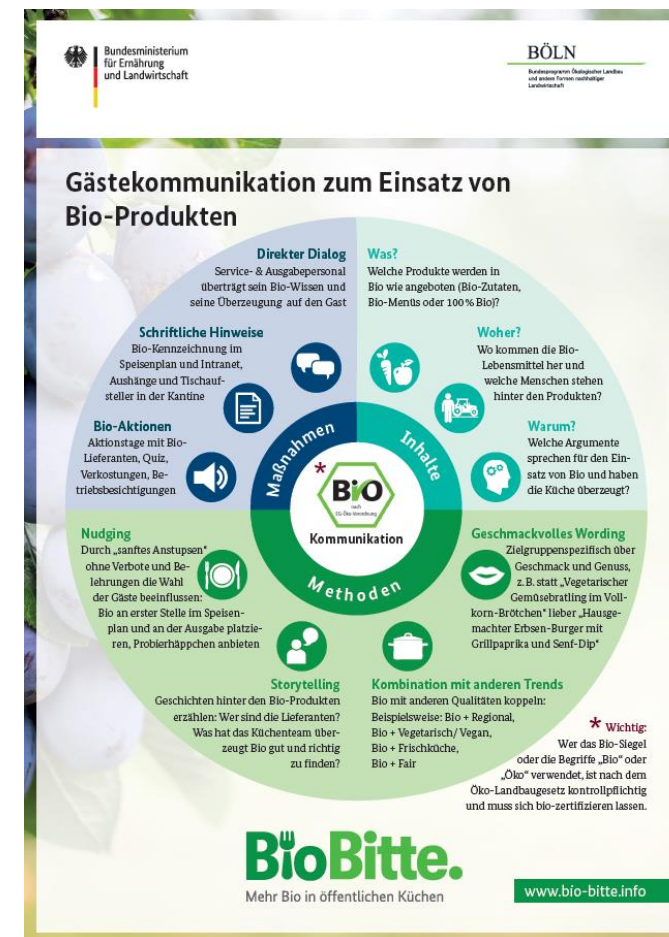 Bundesministerium
für Ernährung
und Landwirtschaft
BÖLN
Bundesprogramm Ökologischer Landbau
und andere Formen nachhaltiger
Landwirtschaft
Gästekommunikation zum Einsatz von
Bio-Produkten
Direkter Dialog
Service- & Ausgabepersonal
überträgt sein Bio-Wissen und
seine Überzeugung auf den Gast
Was?
Welche Produkte werden in
Bio wie angeboten (Bio-Zutaten,
Bio-Menüs oder 100 % Bio)?
Schriftliche Hinweise
Bio-Kennzeichnung im
Speisenplan und Intranet,
Aushänge und Tischauf-
steller in der Kantine
Woher?
Wo kommen die Bio-
Lebensmittel her und
welche Menschen stehen
hinter den Produkten?
Bio-Aktionen
Aktionstage mit Bio-
Lieferanten, Quiz,
Verkostungen, Be-
triebsbesichtigungen
Warum?
Welche Argumente
sprechen für den Ein-
satz von Bio und haben
die Küche überzeugt?
Maßnahmen
Inhalte
Methoden
*
Bio
nach
EG-Öko-Verordnung
Kommunikation
Nudging
Durch „sanftes Anstupsen“
ohne Verbote und Be-
lehrungen die Wahl
der Gäste beeinflussen:
Bio an erster Stelle im Speisen-
plan und an der Ausgabe platzie-
ren, Probierhäppchen anbieten
Geschmackvolles Wording
Zielgruppenspezifisch über
Geschmack und Genuss,
z. B. statt „Vegetarischer
Gemüsebratling im Voll-
korn-Brötchen“ lieber „Hausge-
machter Erbsen-Burger mit
Grillpaprika und Senf-Dip“
Storytelling
Geschichten hinter den Bio-Produkten
erzählen: Wer sind die Lieferanten?
Was hat das Küchenteam über-
zeugt Bio gut und richtig
zu finden?
Kombination mit anderen Trends
Bio mit anderen Qualitäten koppeln:
Beispielsweise: Bio + Regional,
Bio + Vegetarisch/ Vegan,
Bio + Frischküche,
Bio + Fair
* Wichtig:
Wer das Bio-Siegel
oder die Begriffe „Bio“ oder
„Öko“ verwendet, ist nach dem
Öko-Landbaugesetz kontrollpflichtig
und muss sich bio-zertifizieren lassen.
BioBitte.
Mehr Bio in öffentlichen Küchen
www.bio-bitte.info